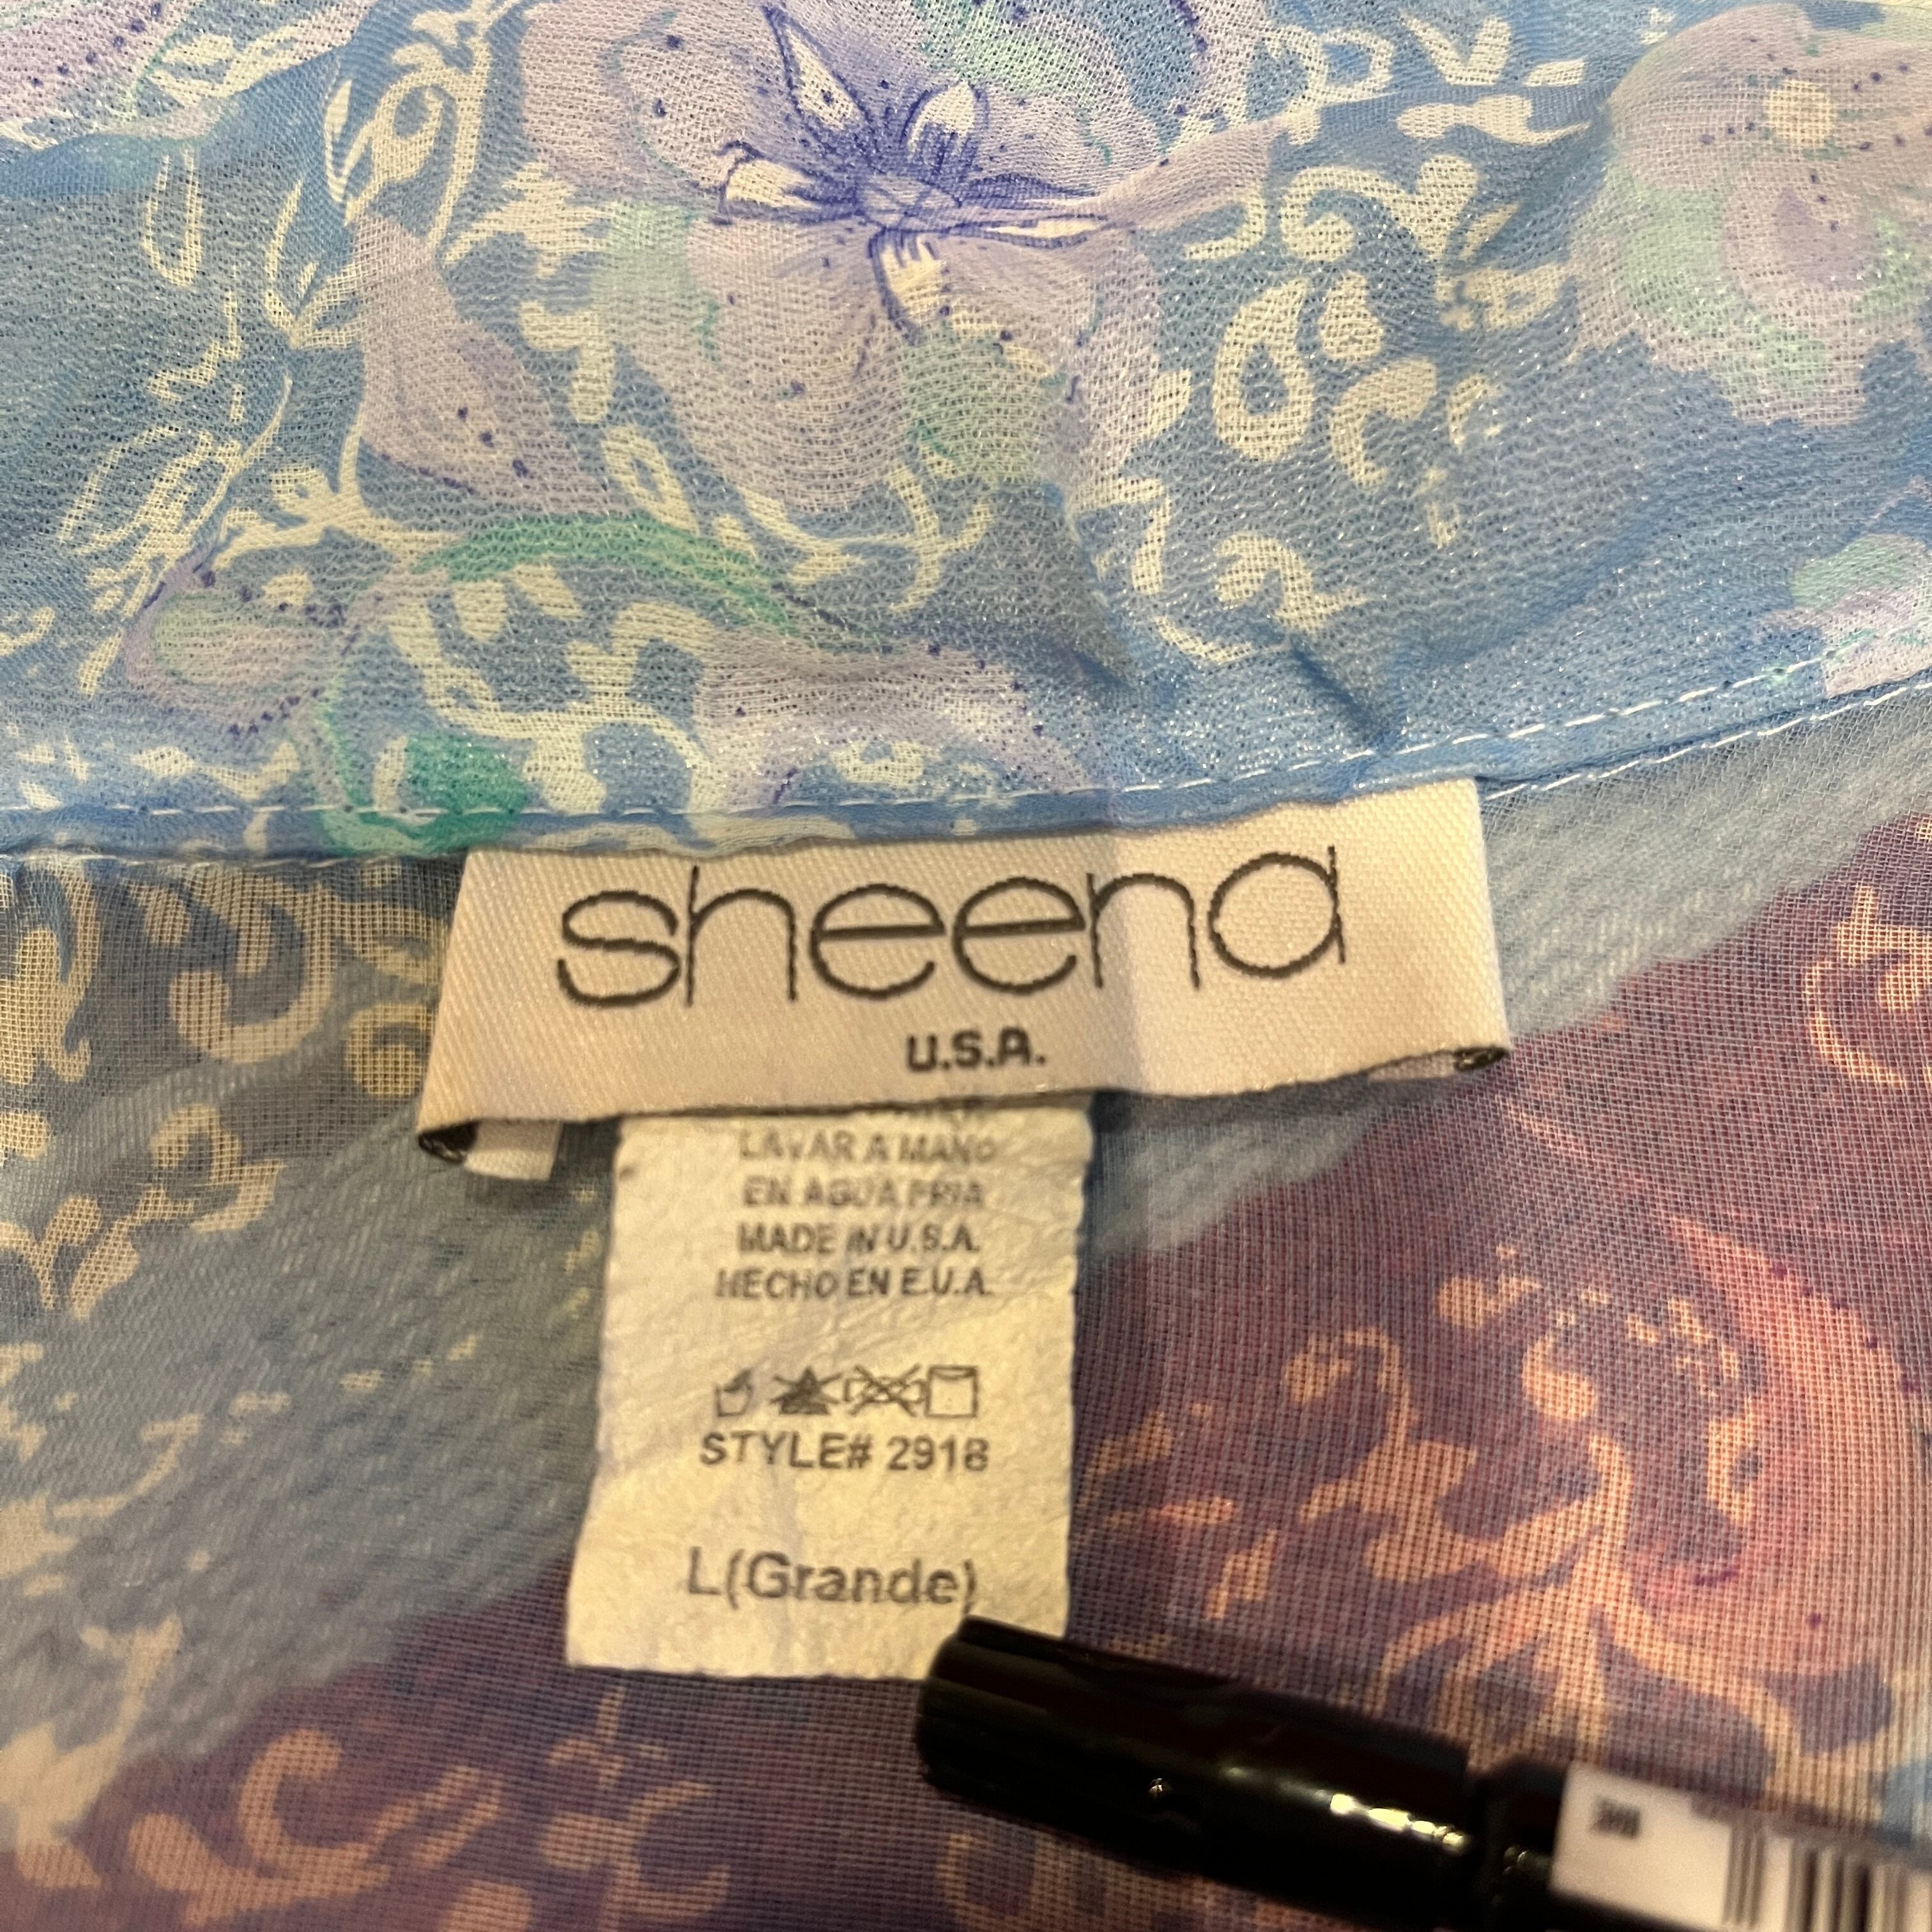 sheena
U.S.A.
LAVAR A MANO
EN AGUA FRIA
MADE IN U.S.A.
HECHO EN E.U.A.
STYLE# 2918
L(Grande)